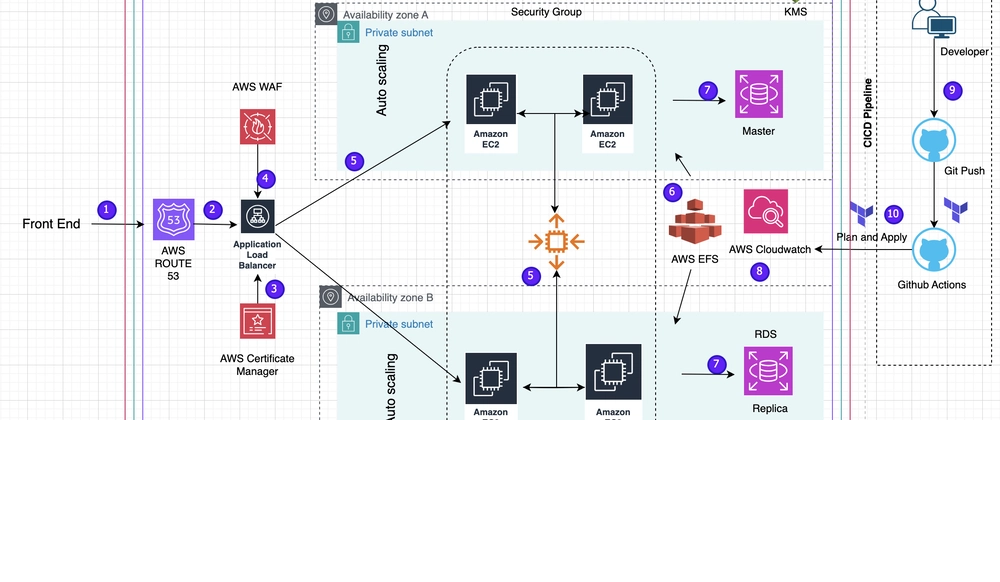 Availability zone A
Security Group
KMS
Private subnet
Auto scaling
Developer
AWS WAF
7
9
CICD Pipeline
Amazon
EC2
Amazon
EC2
Master
5
Git Push
4
6
1
2
53
10
Front End
Application
Load
Balancer
AWS
ROUTE
53
Plan and Apply
AWS Cloudwatch
AWS EFS
8
5
3
Github Actions
Availability zone B
Private subnet
RDS
AWS Certificate
Manager
7
Auto scaling
Replica
Amazon
Amazon